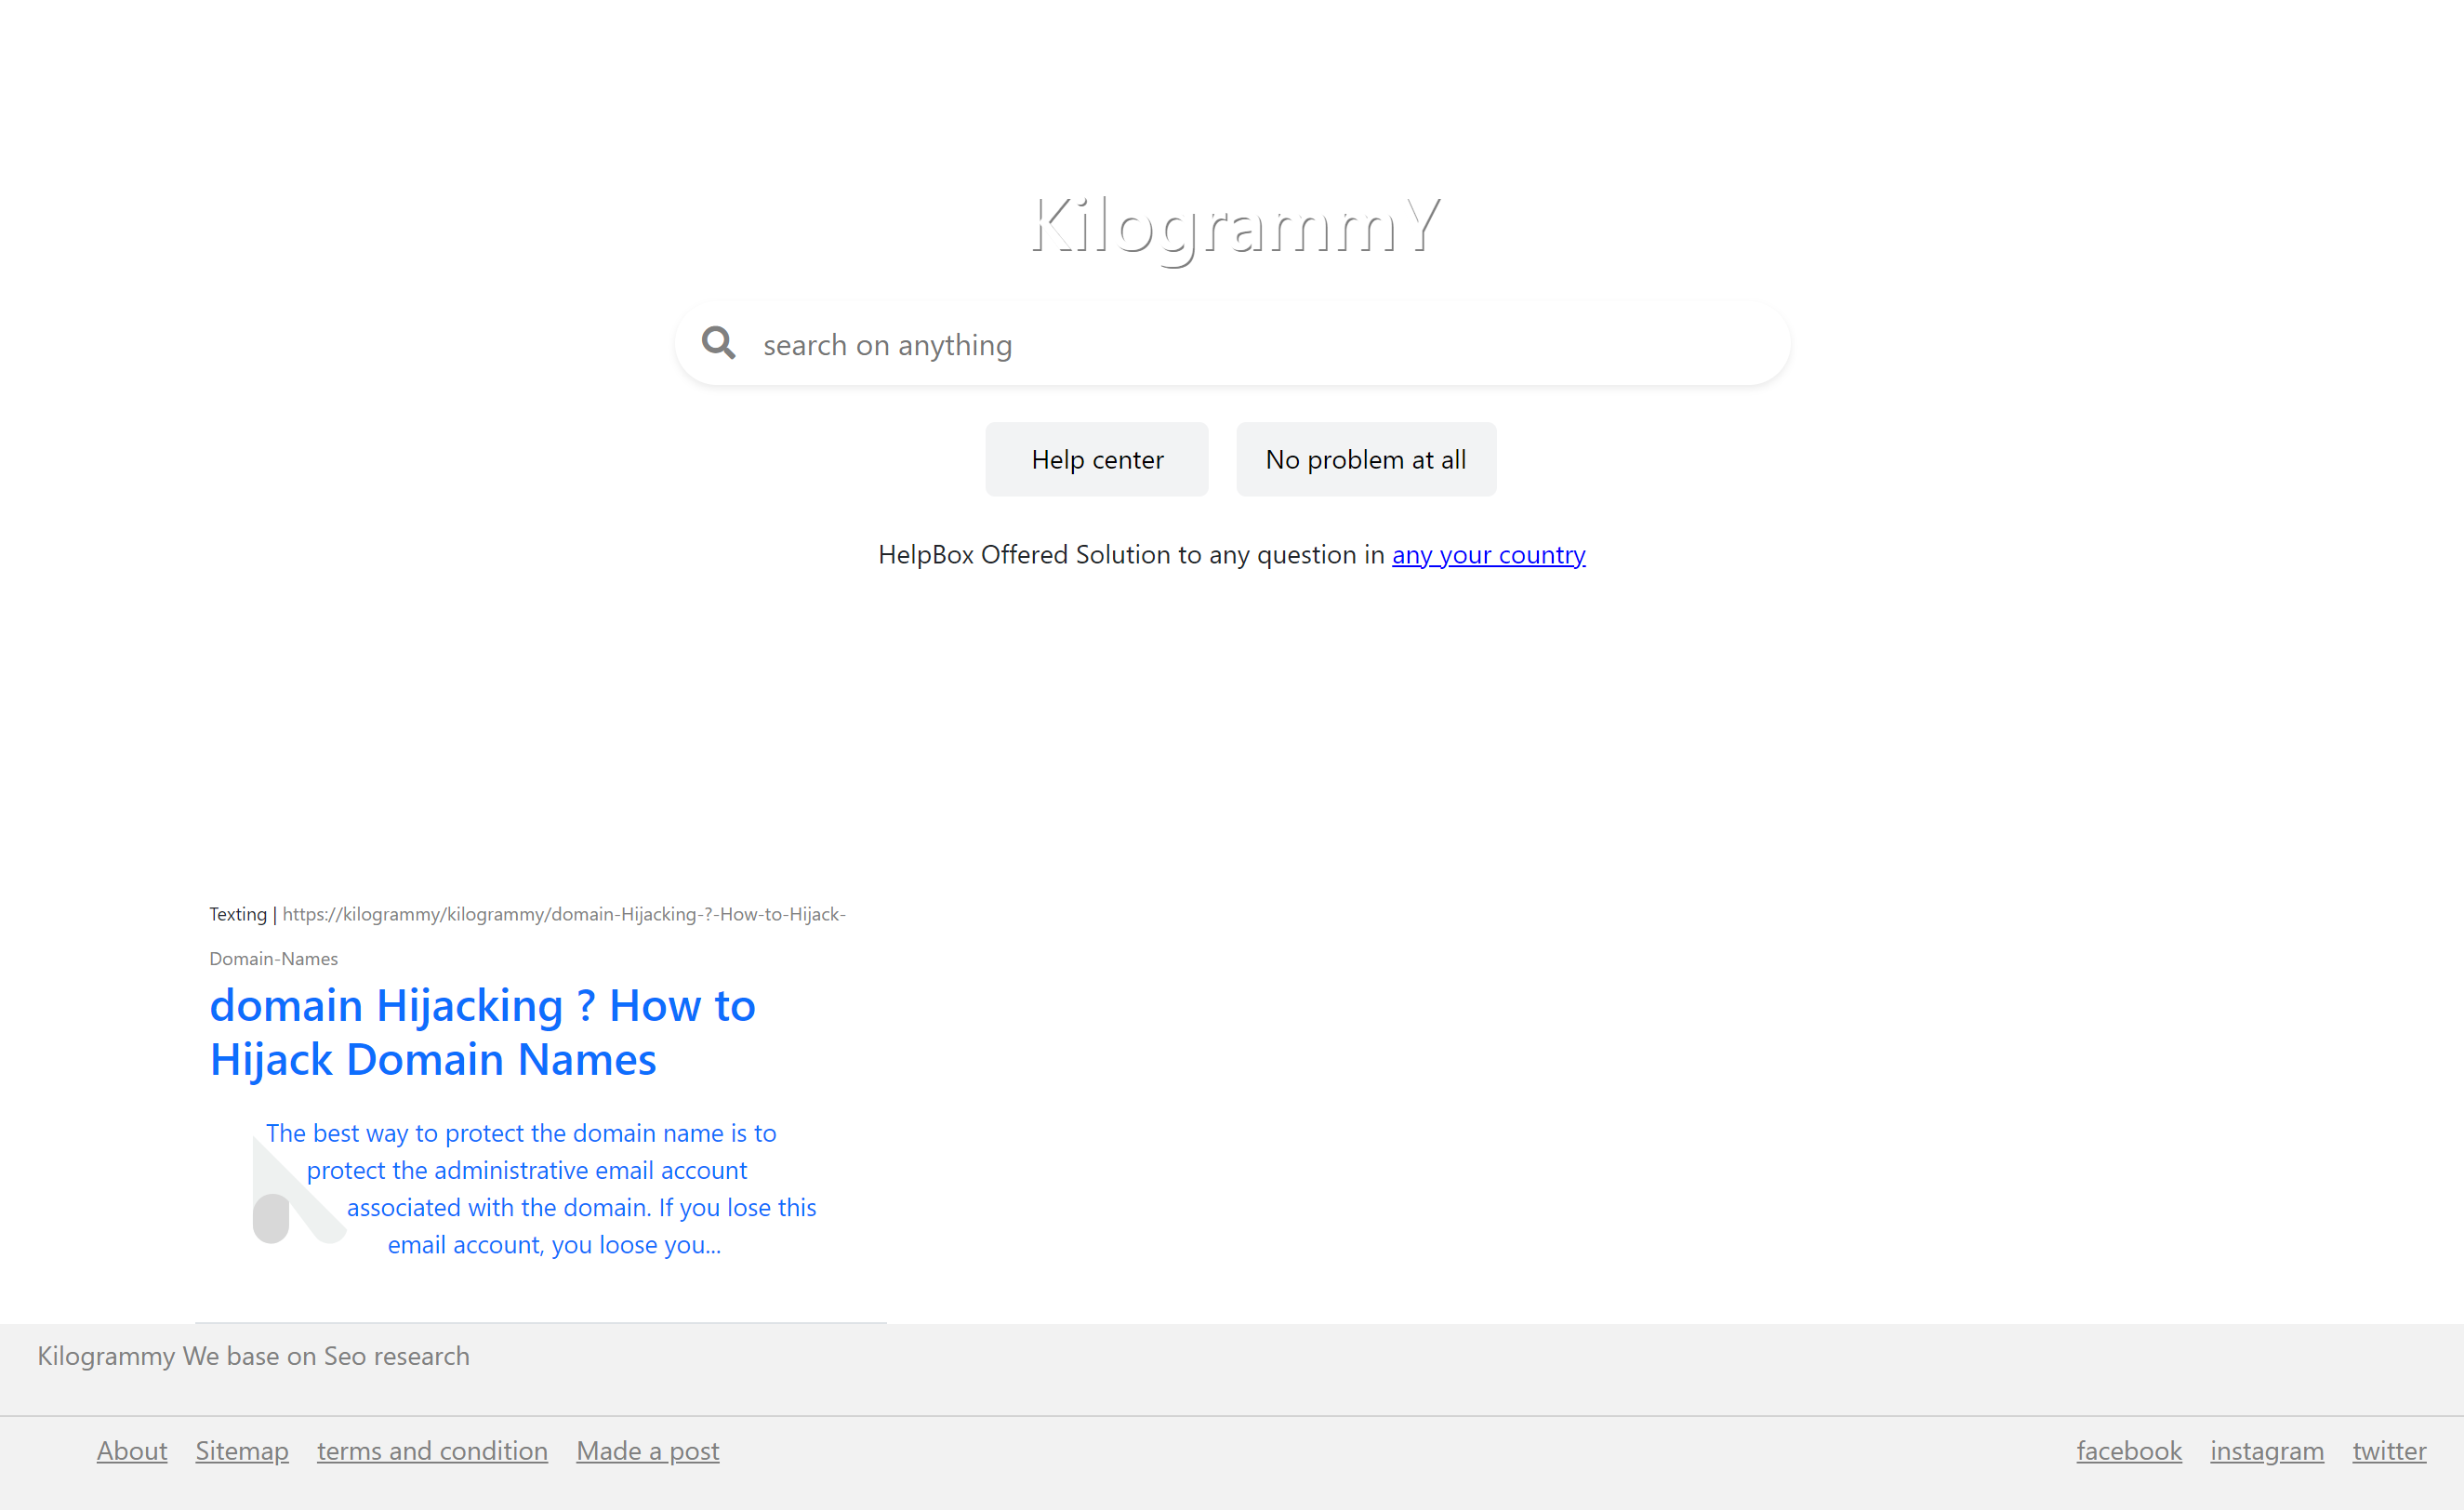 KilogrammY
search on anything
Help center
No problem at all
HelpBox Offered Solution to any question in any your country
Texting | https://kilogrammy/kilogrammy/domain-Hijacking-?-How-to-Hijack-
Domain-Names
domain Hijacking ? How to
Hijack Domain Names
The best way to protect the domain name is to
protect the administrative email account
associated with the domain. If you lose this
email account, you loose you...
Kilogrammy We base on Seo research
About Sitemap terms and condition Made a post
facebook instagram twitter